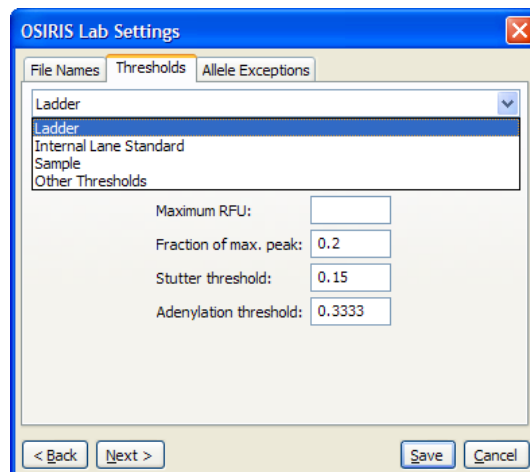 OSIRIS Lab Settings
File Names Thresholds Allele Exceptions
Ladder
Ladder
Internal Lane Standard
Sample
Other Thresholds
Maximum RFU:
Fraction of max. peak: 0.2
Stutter threshold: 0.15
Adenylation threshold: 0.3333
< Back Next > Save Cancel